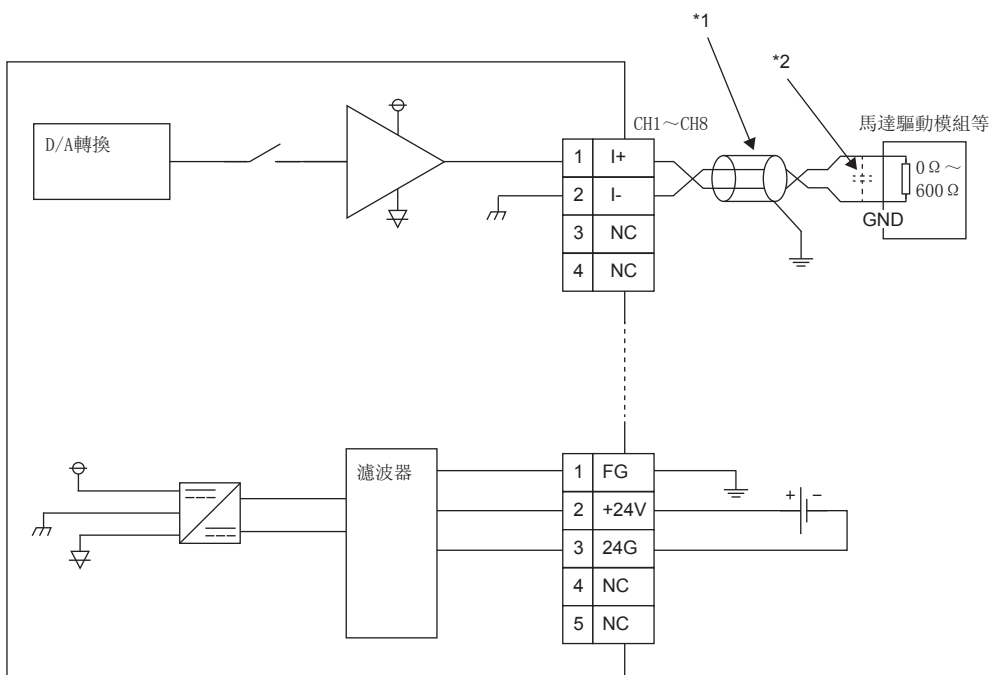 *1
*2
D/A轉換
CH1～CH8
馬達驅動模組等
1 I+
2 I-
3 NC
4 NC
0Ω～
600Ω
GND
濾波器
1 FG
2 +24V
3 24G
4 NC
5 NC
+ −